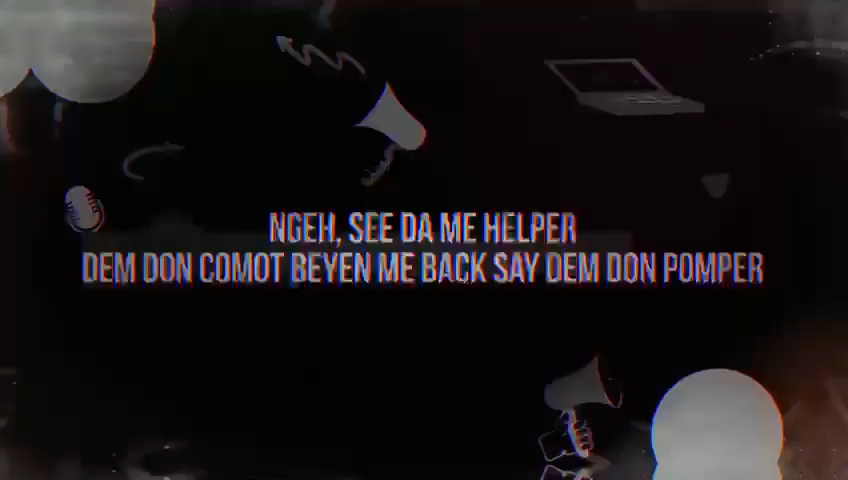 NGEH, SEE DA ME HELPER
DEM DON COMOT BEYEN ME BACK SAY DEM DON POMPER